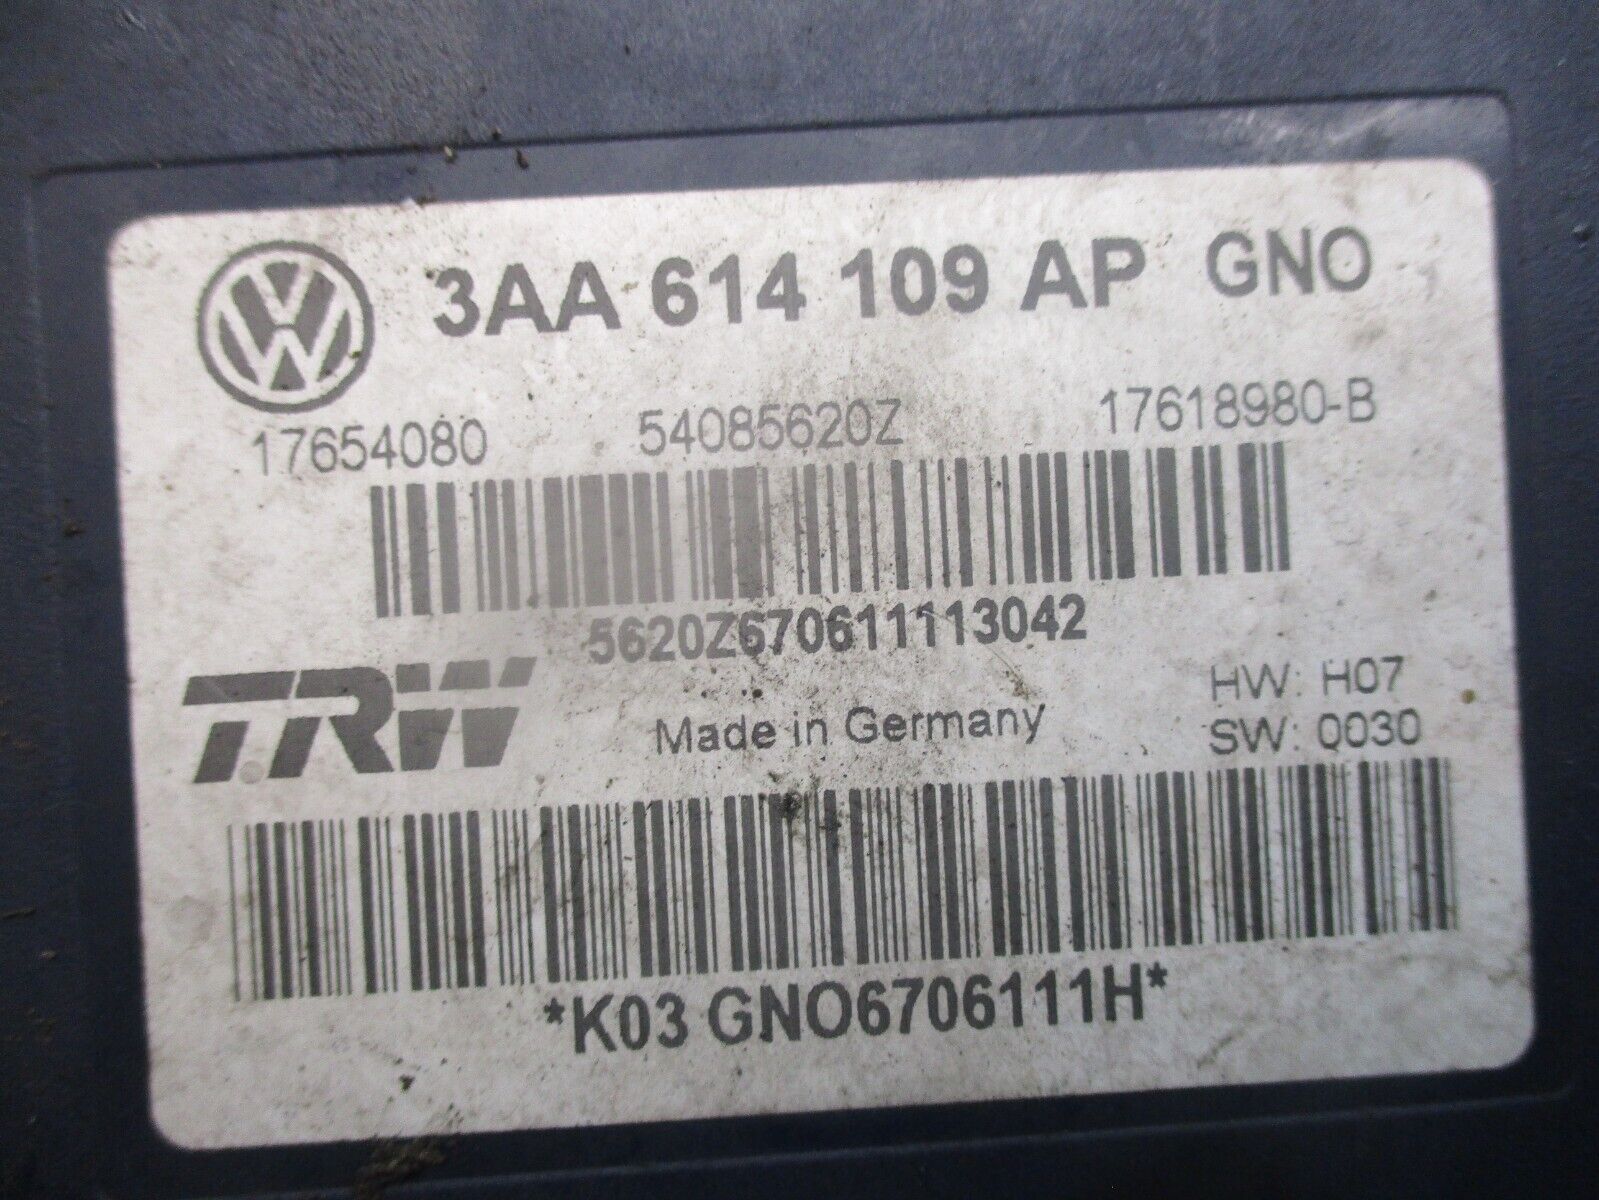 3AA 614 109 AP GNO
17654080 54085620Z 17618980-B
5620Z670611113042
TRW Made in Germany HW: H07
SW: 0030
*K03 GNO6706111H*